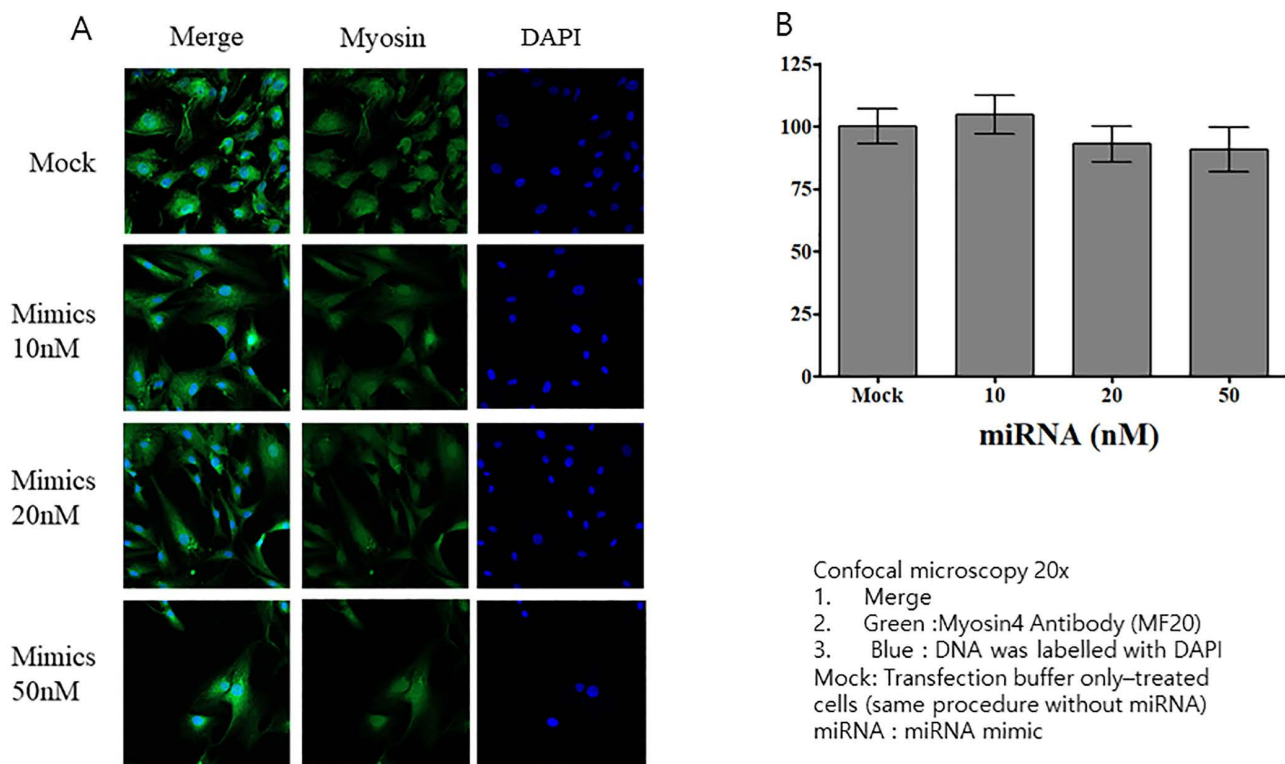 A
Merge
Myosin
DAPI
Mock
Mimics
10nM
Mimics
20nM
Mimics
50nM
B
125
100
75
50
25
0
Mock
10
20
50
miRNA (nM)
Confocal microscopy 20x
1. Merge
2. Green :Myosin4 Antibody (MF20)
3. Blue : DNA was labelled with DAPI
Mock: Transfection buffer only–treated
cells (same procedure without miRNA)
miRNA : miRNA mimic